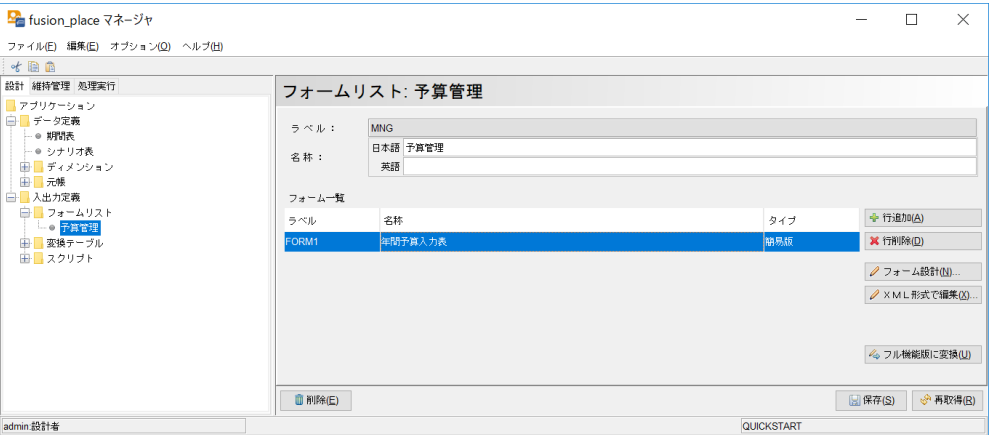 fusion_place マネージャ
ファイル(F) 編集(E) オプション(O) ヘルプ(H)
設計 維持管理 処理実行
アプリケーション
データ定義
期間表
シナリオ表
ディメンション
元帳
入出力定義
フォームリスト
予算管理
変換テーブル
スクリプト
フォームリスト: 予算管理
ラベル： MNG
名称： 日本語 予算管理
英語
フォーム一覧
ラベル 名称 タイプ
FORM1 年間予算入力表 簡易版
行追加(A)
行削除(D)
フォーム設計(N)...
ＸＭＬ形式で編集(X)...
フル機能版に変換(U)
削除(E) 保存(S) 再取得(R)
admin:設計者 QUICKSTART